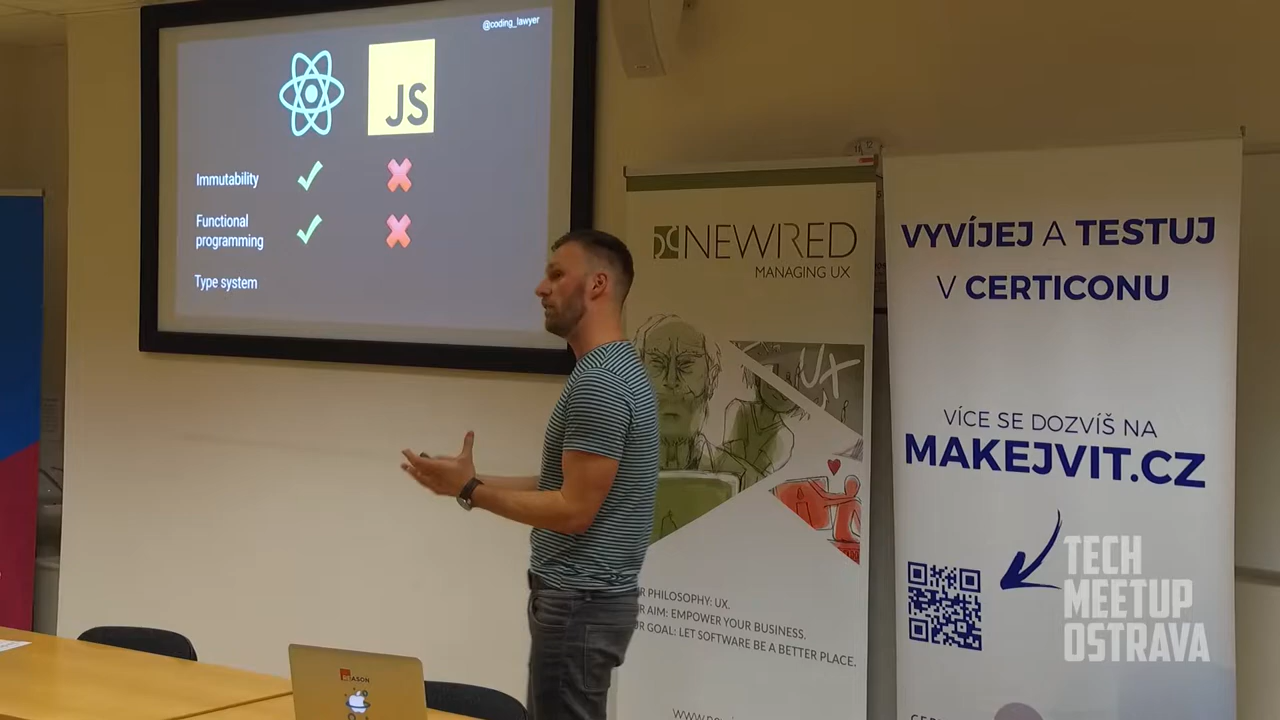 @coding_lawyer
JS
Immutability
Functional
programming
Type system
NEWIRED
MANAGING UX
UX
R PHILOSOPHY: UX.
R AIM: EMPOWER YOUR BUSINESS.
R GOAL: LET SOFTWARE BE A BETTER PLACE.
VYVÍJEJ A TESTUJ
V CERTICONU
VÍCE SE DOZVÍŠ NA
MAKEJVIT.CZ
TECH
MEETUP
OSTRAVA